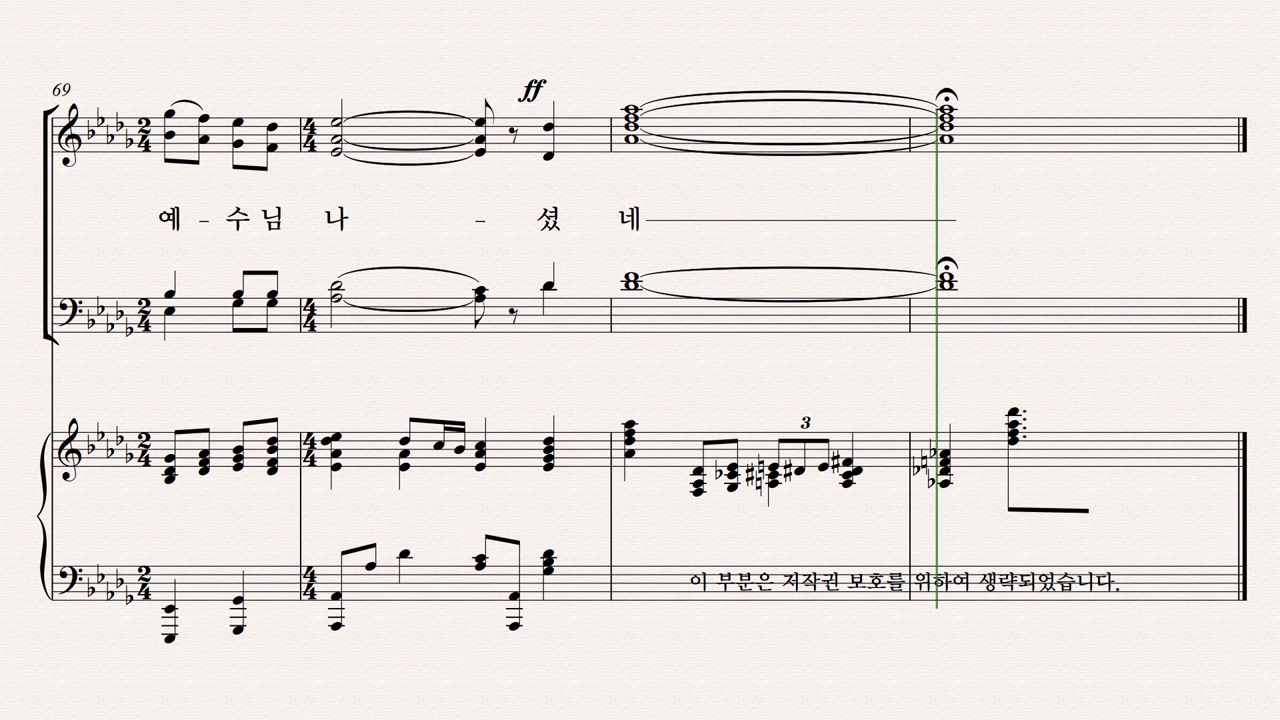 69
ff
예 - 수 님 나 - 셨 네
3
이 부분은 저작권 보호를 위하여 생략되었습니다.